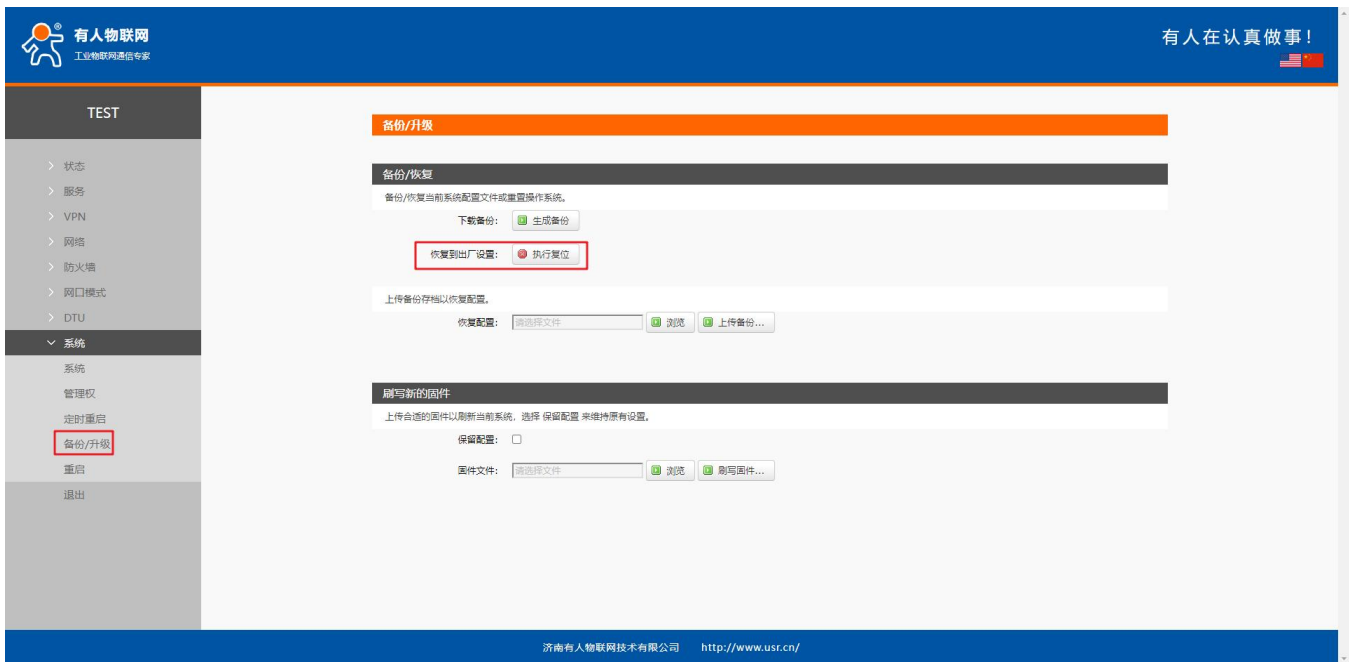 有人物联网
工业物联网通信专家
有人在认真做事！
TEST
状态
服务
VPN
网络
防火墙
网口模式
DTU
系统
系统
管理权
定时重启
备份/升级
重启
退出
备份/升级
备份/恢复
备份/恢复当前系统配置文件或重置操作系统。
下载备份： 生成备份
恢复到出厂设置： 执行复位
上传备份存档以恢复配置。
恢复配置： 请选择文件 浏览 上传备份...
刷写新的固件
上传合适的固件以刷新当前系统，选择 保留配置 来维持原有设置。
保留配置：
固件文件： 请选择文件 浏览 刷写固件...
济南有人物联网技术有限公司 http://www.usr.cn/